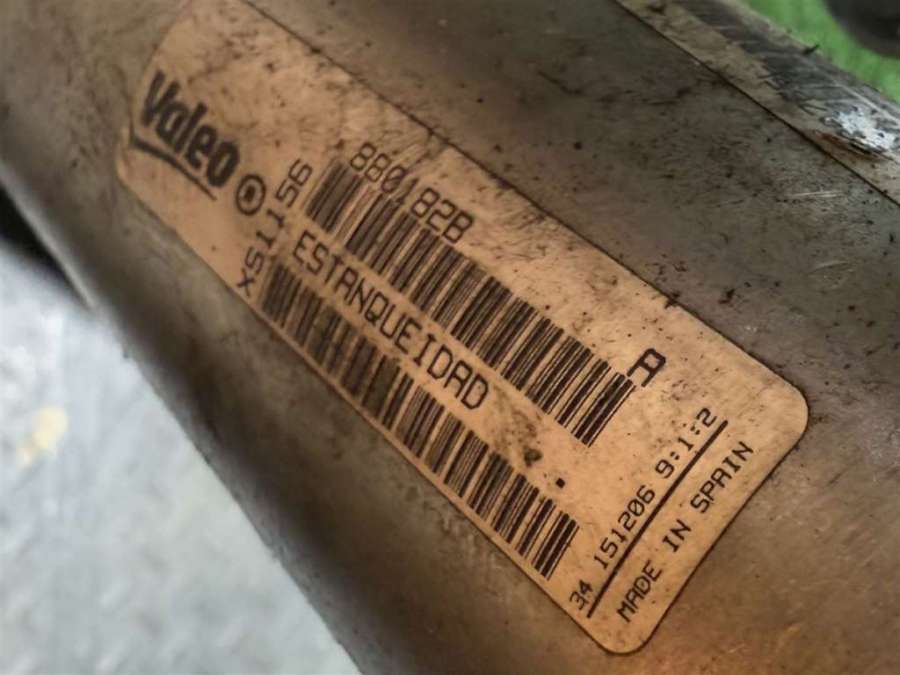 Valeo
880182B
XS1156
ESTANQUEIDAD
A
34 151206 9:1:2
MADE IN SPAIN